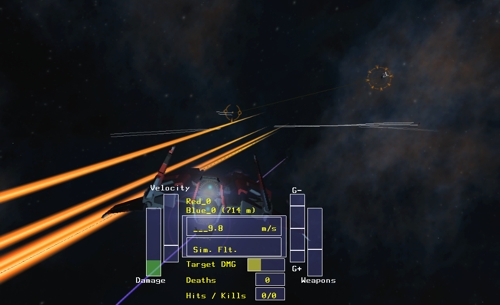 Velocity
G-
Red_0
Blue_0 (714 m)
___9.8 m/s
Sim. Flt.
Target DMG
G+
Damage
Deaths 0
Weapons
Hits / Kills 0/0